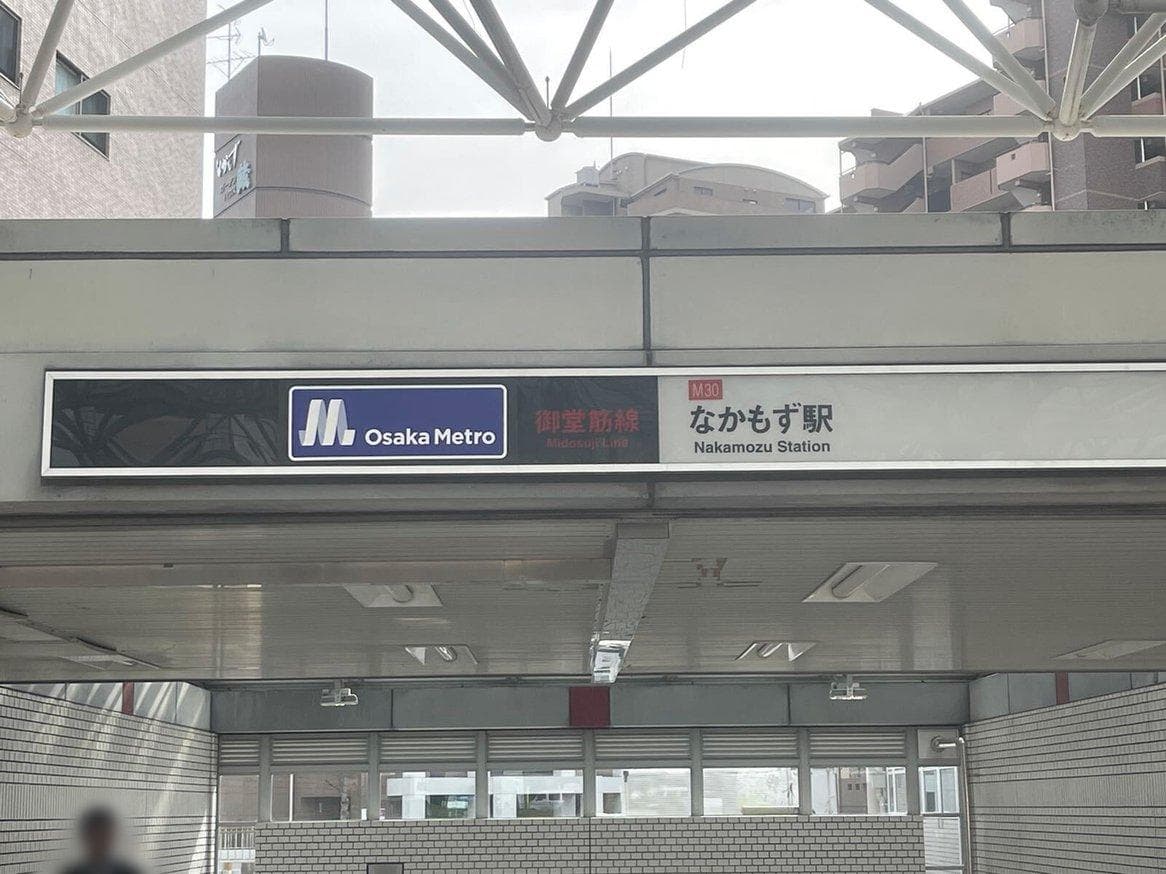 Osaka Metro
御堂筋線
Midosuji Line
M30
なかもず駅
Nakamozu Station